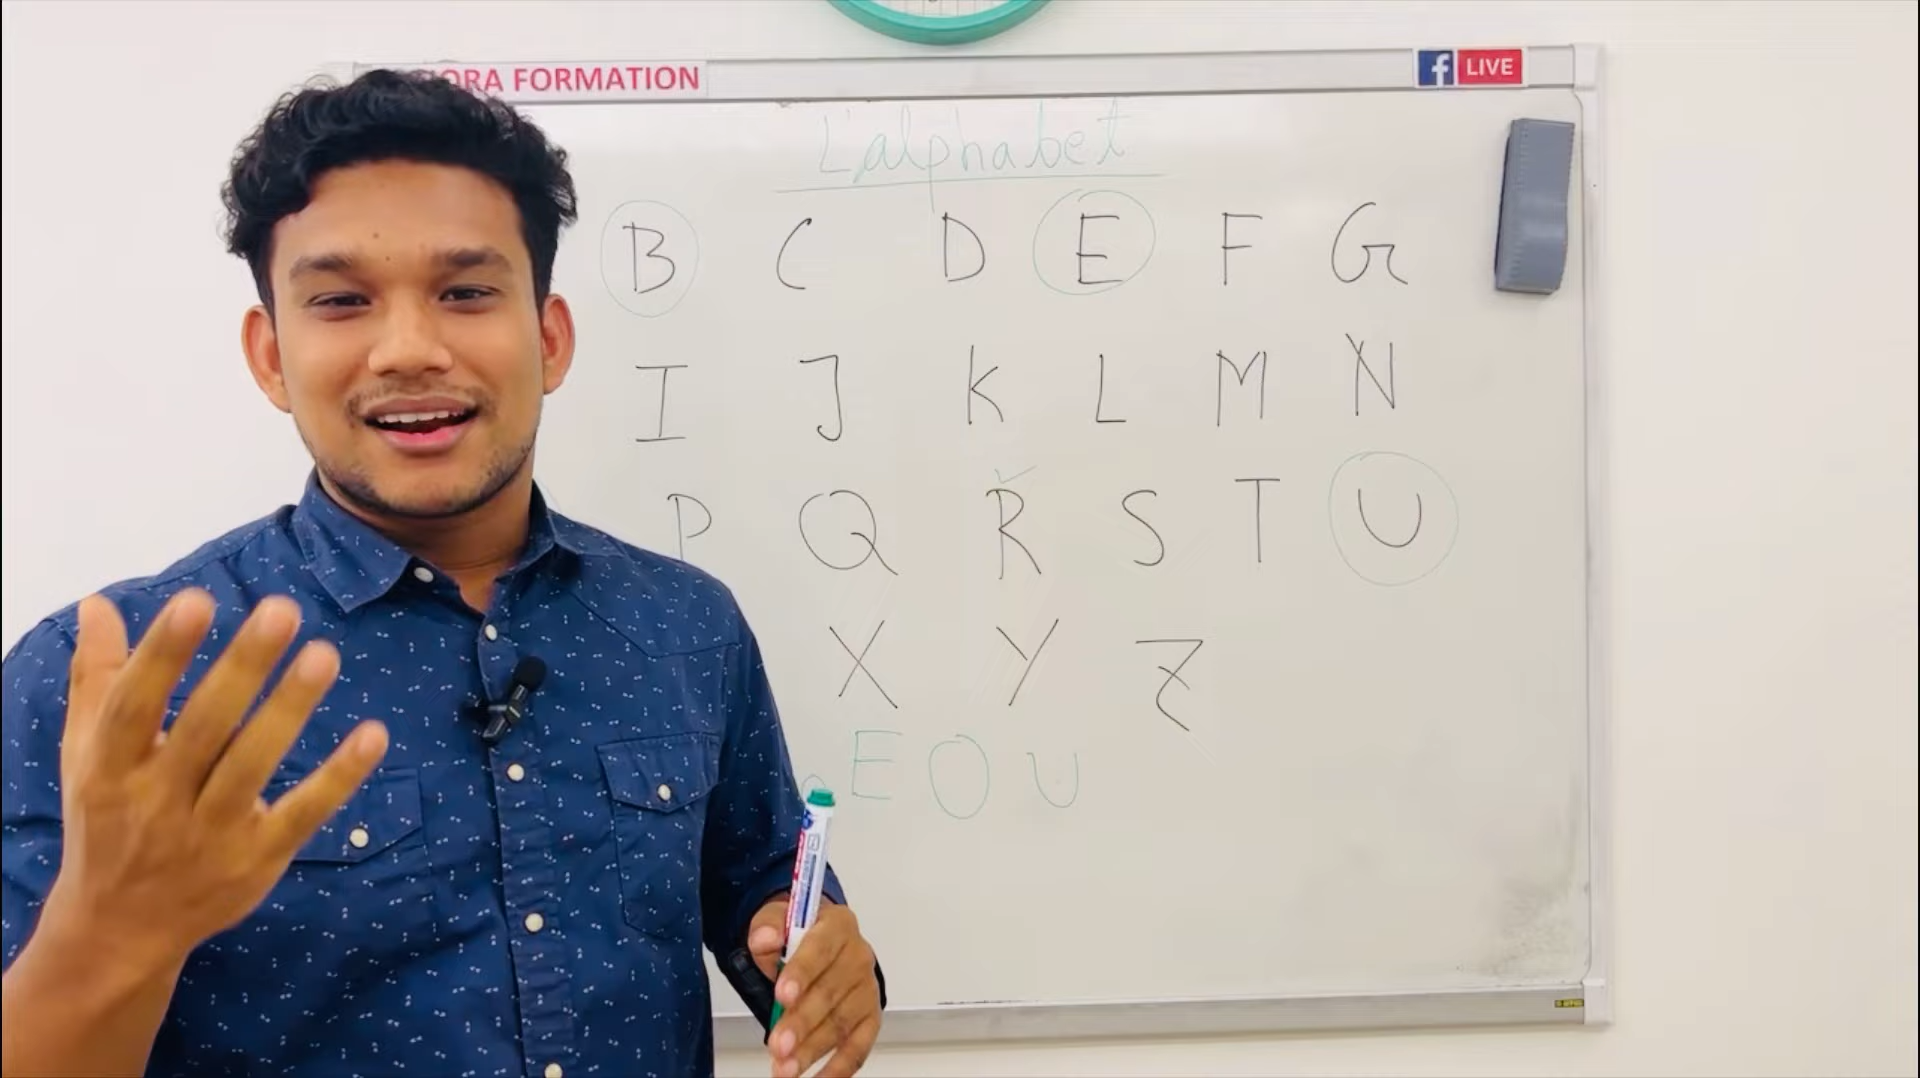 ORA FORMATION
f LIVE
L'alphabet
B C D E F G
I J K L M N
P Q R S T U
X Y Z
E O U